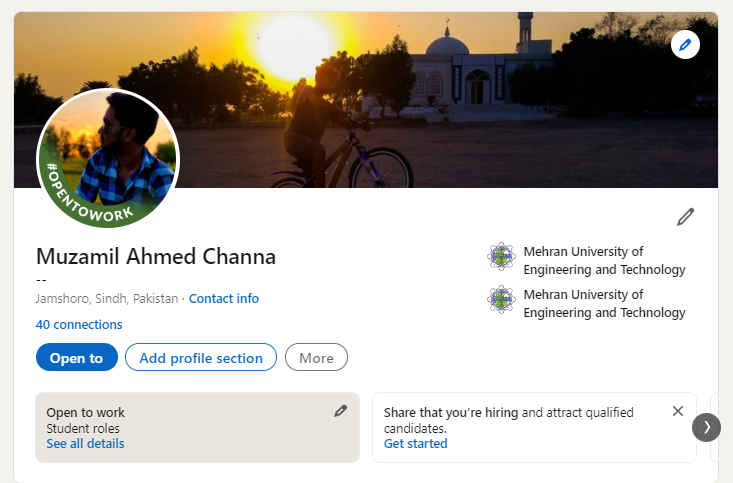 #OPENTOWORK
Muzamil Ahmed Channa
--
Jamshoro, Sindh, Pakistan · Contact info
40 connections
Mehran University of
Engineering and Technology
Mehran University of
Engineering and Technology
Open to
Add profile section
More
Open to work
Student roles
See all details
Share that you're hiring and attract qualified
candidates.
Get started